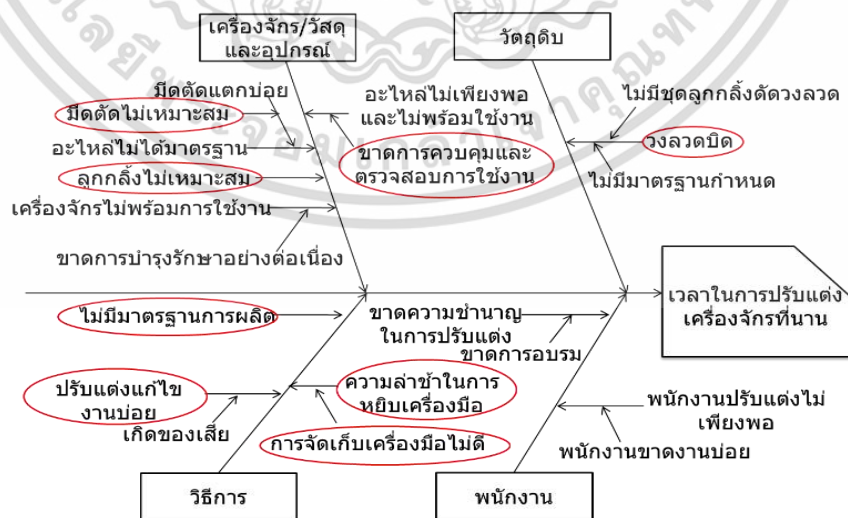 เครื่องจักร/วัสดุ
และอุปกรณ์
วัตถุดิบ
มีดตัดแตกบ่อย
มีดตัดไม่เหมาะสม
อะไหล่ไม่เพียงพอ
และไม่พร้อมใช้งาน
ไม่มีชุดลูกกลิ้งดัดวงลวด
อะไหล่ไม่ได้มาตรฐาน
ขาดการควบคุมและ
ตรวจสอบการใช้งาน
วงลวดบิด
ลูกกลิ้งไม่เหมาะสม
ไม่มีมาตรฐานกำหนด
เครื่องจักรไม่พร้อมการใช้งาน
ขาดการบำรุงรักษาอย่างต่อเนื่อง
เวลาในการปรับแต่ง
เครื่องจักรที่นาน
ไม่มีมาตรฐานการผลิต
ขาดความชำนาญ
ในการปรับแต่ง
ขาดการอบรม
ปรับแต่งแก้ไข
งานบ่อย
ความล่าช้าในการ
หยิบเครื่องมือ
พนักงานปรับแต่งไม่
เพียงพอ
เกิดของเสีย
การจัดเก็บเครื่องมือไม่ดี
พนักงานขาดงานบ่อย
วิธีการ
พนักงาน